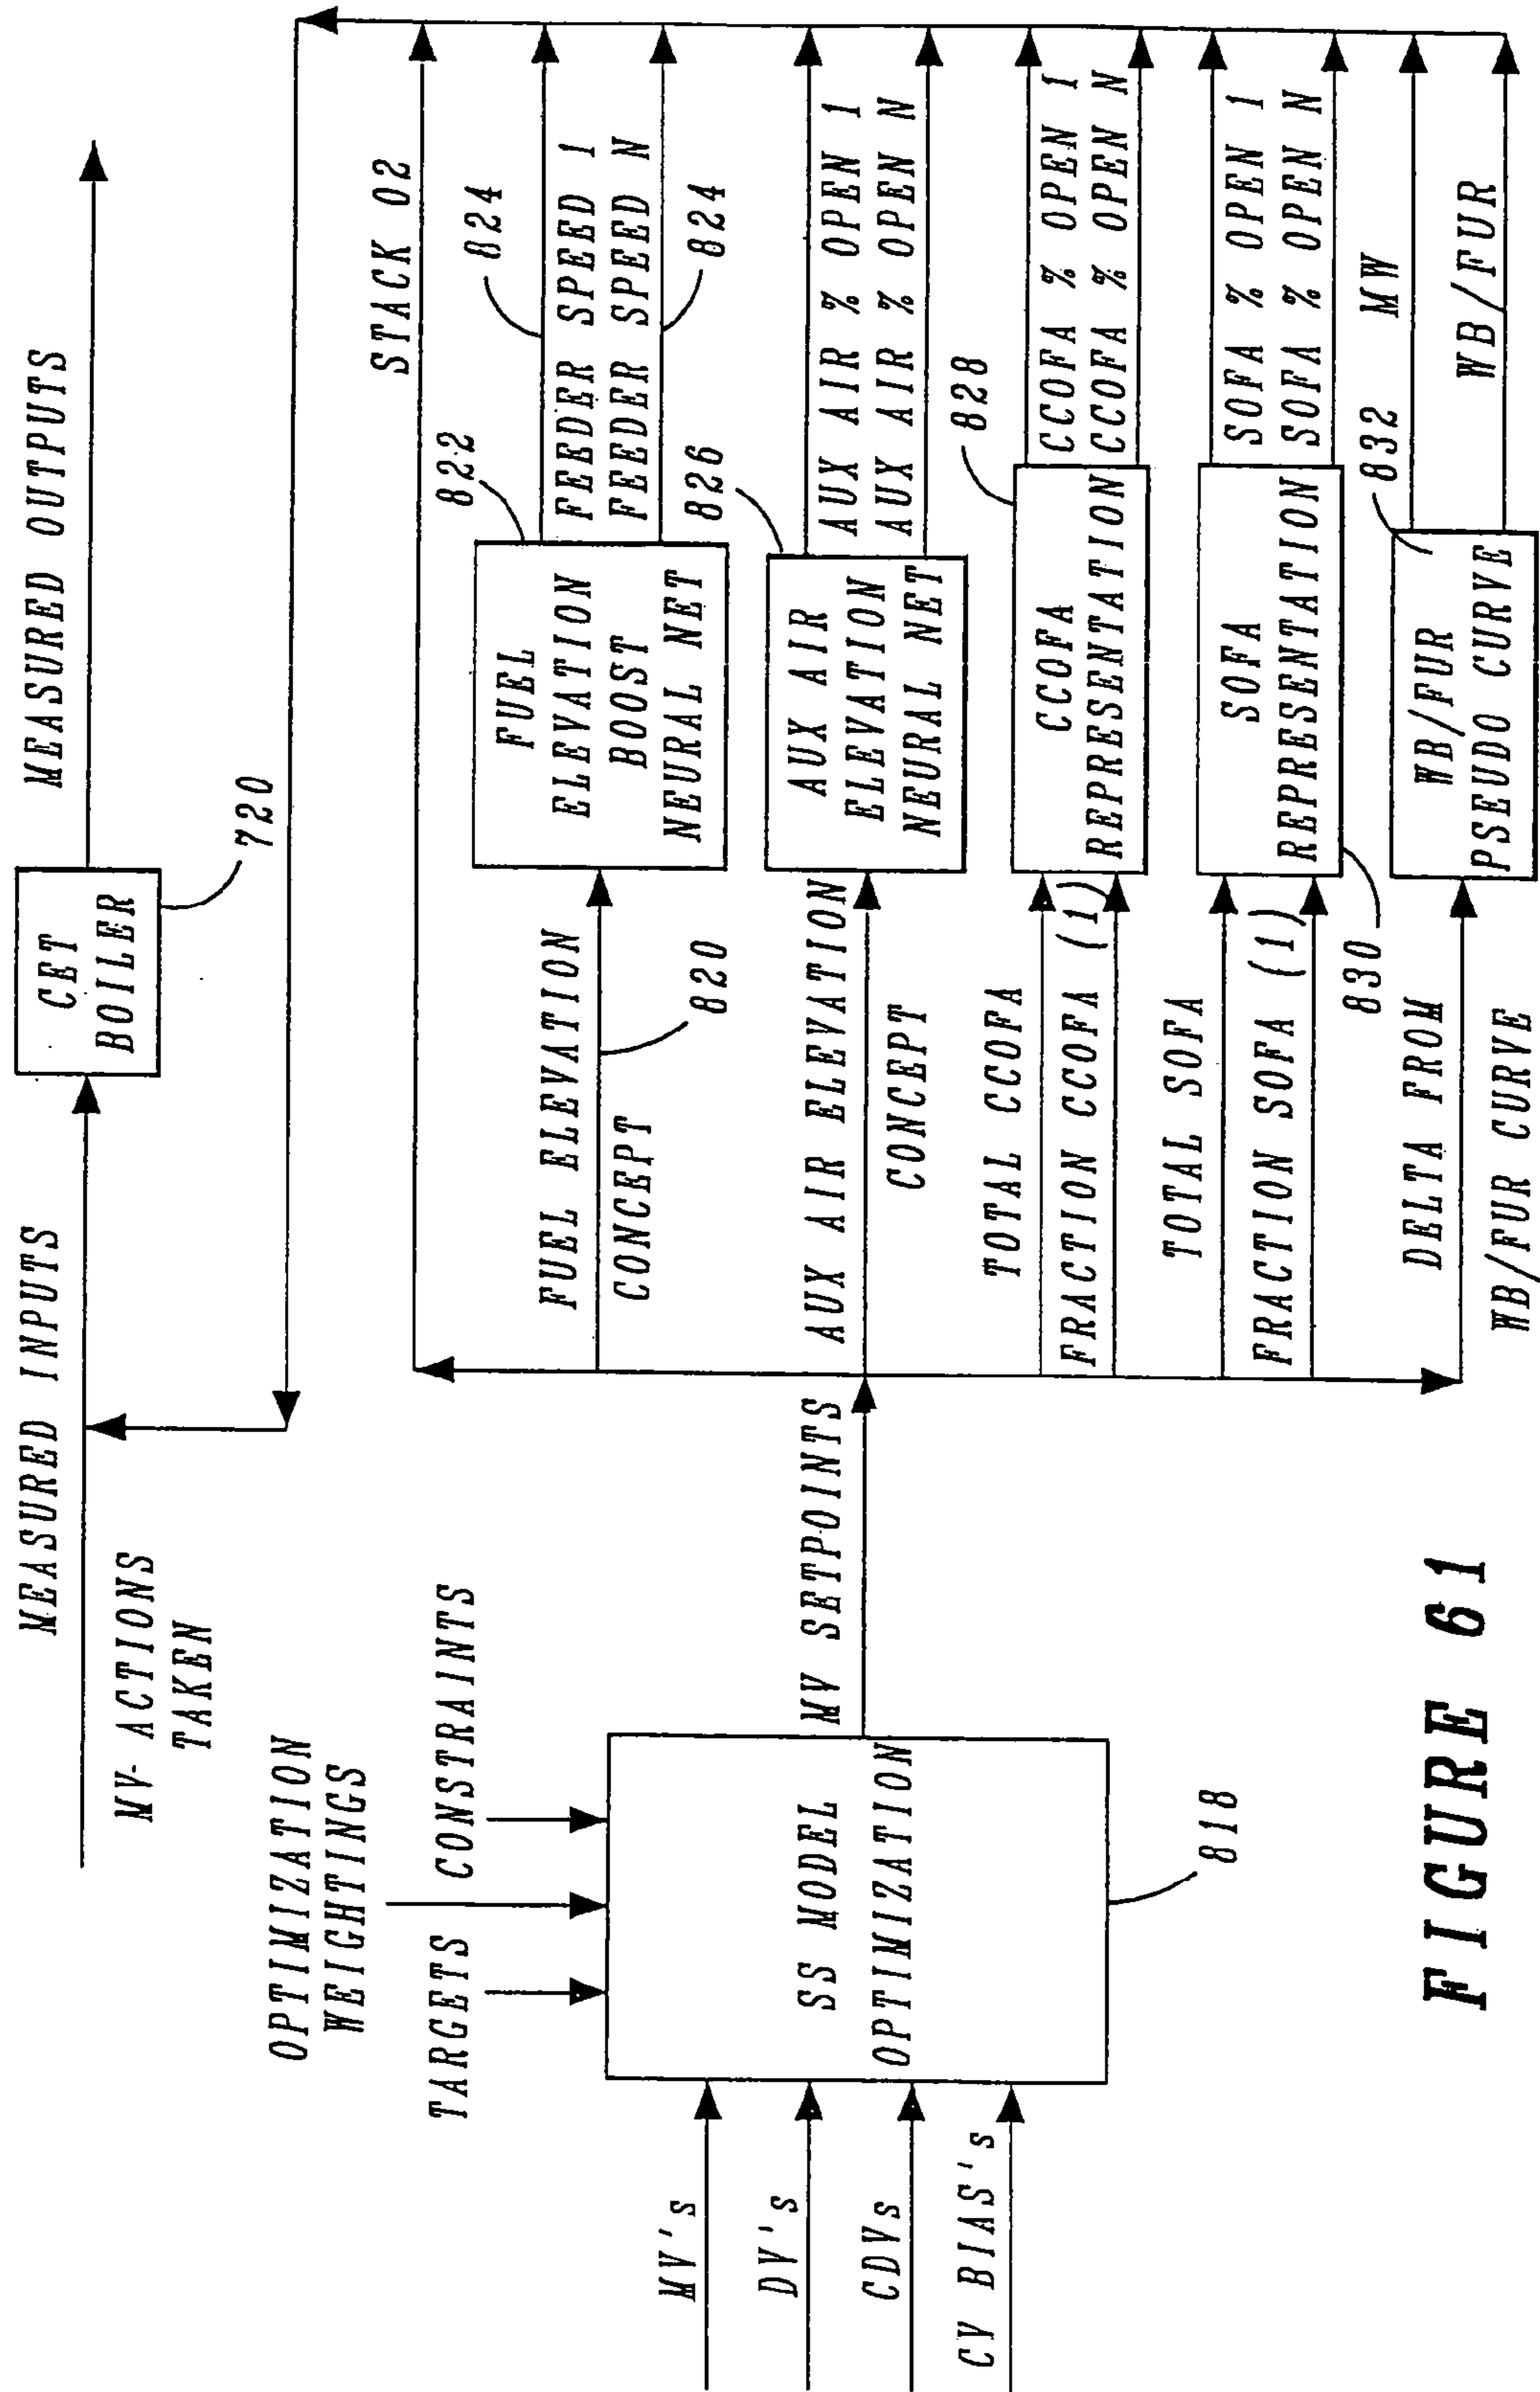 MEASURED INPUTS
MV- ACTIONS
TAKEN
CET
BOILER
720
MEASURED OUTPUTS
OPTIMIZATION
WEIGHTINGS
TARGETS
CONSTRAINTS
MV's
DV's
CDVs
CV BIAS's
SS MODEL
OPTIMIZATION
818
MV SETPOINTS
STACK O2
FUEL ELEVATION
CONCEPT
820
FUEL
ELEVATION
BOOST
NEURAL NET
822
824
FEEDER SPEED 1
FEEDER SPEED N
824
AUX AIR ELEVATION
CONCEPT
AUX AIR
ELEVATION
NEURAL NET
826
AUX AIR % OPEN 1
AUX AIR % OPEN N
TOTAL CCOFA
FRACTION CCOFA (1)
CCOFA
REPRESENTATION
828
CCOFA % OPEN 1
CCOFA % OPEN N
TOTAL SOFA
FRACTION SOFA (1)
SOFA
REPRESENTATION
830
SOFA % OPEN 1
SOFA % OPEN N
DELTA FROM
WB/FUR CURVE
WB/FUR
PSEUDO CURVE
832
MW
WB/FUR
FIGURE 61